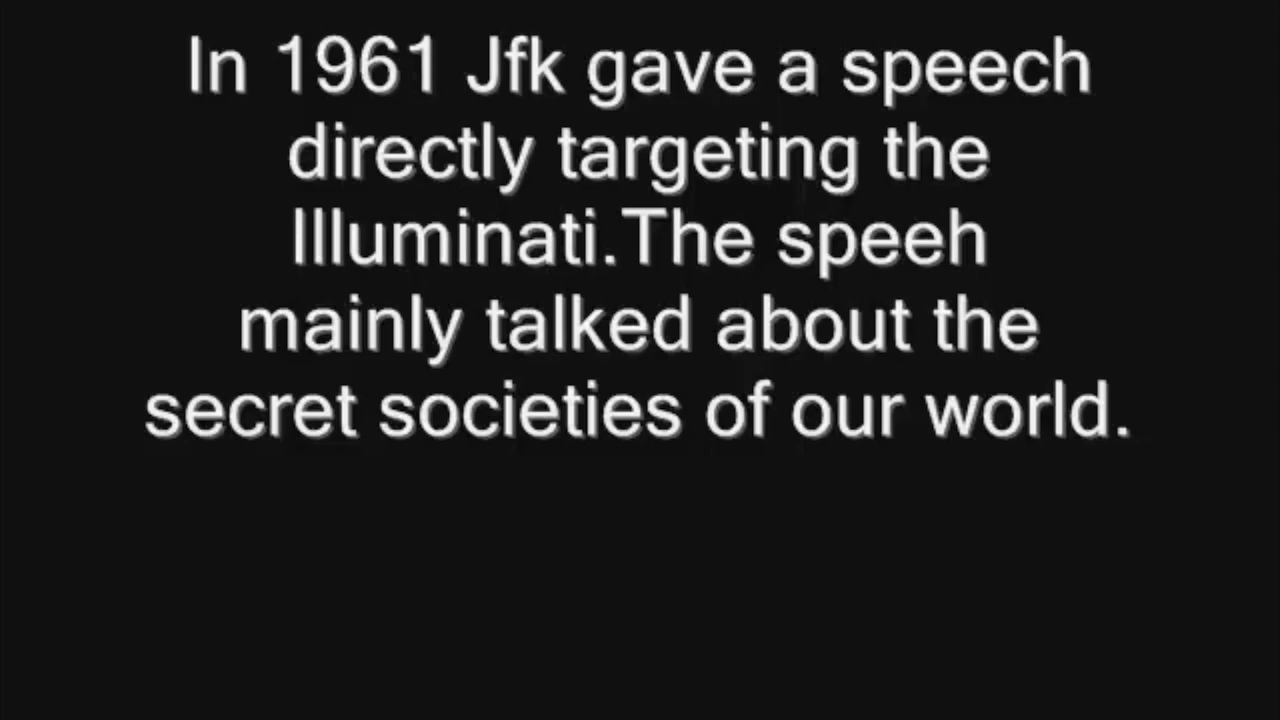 In 1961 Jfk gave a speech
directly targeting the
Illuminati.The speeh
mainly talked about the
secret societies of our world.